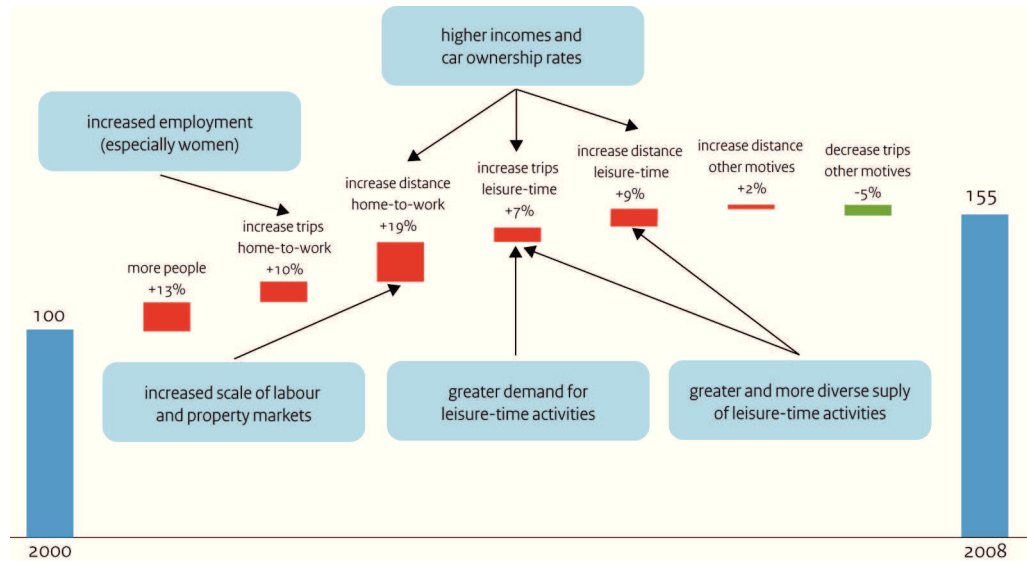 higher incomes and
car ownership rates
increased employment
(especially women)
increase distance
home-to-work
+19%
increase trips
leisure-time
+7%
increase distance
leisure-time
+9%
increase distance
other motives
+2%
decrease trips
other motives
-5%
155
increase trips
home-to-work
+10%
more people
+13%
100
increased scale of labour
and property markets
greater demand for
leisure-time activities
greater and more diverse suply
of leisure-time activities
2000
2008